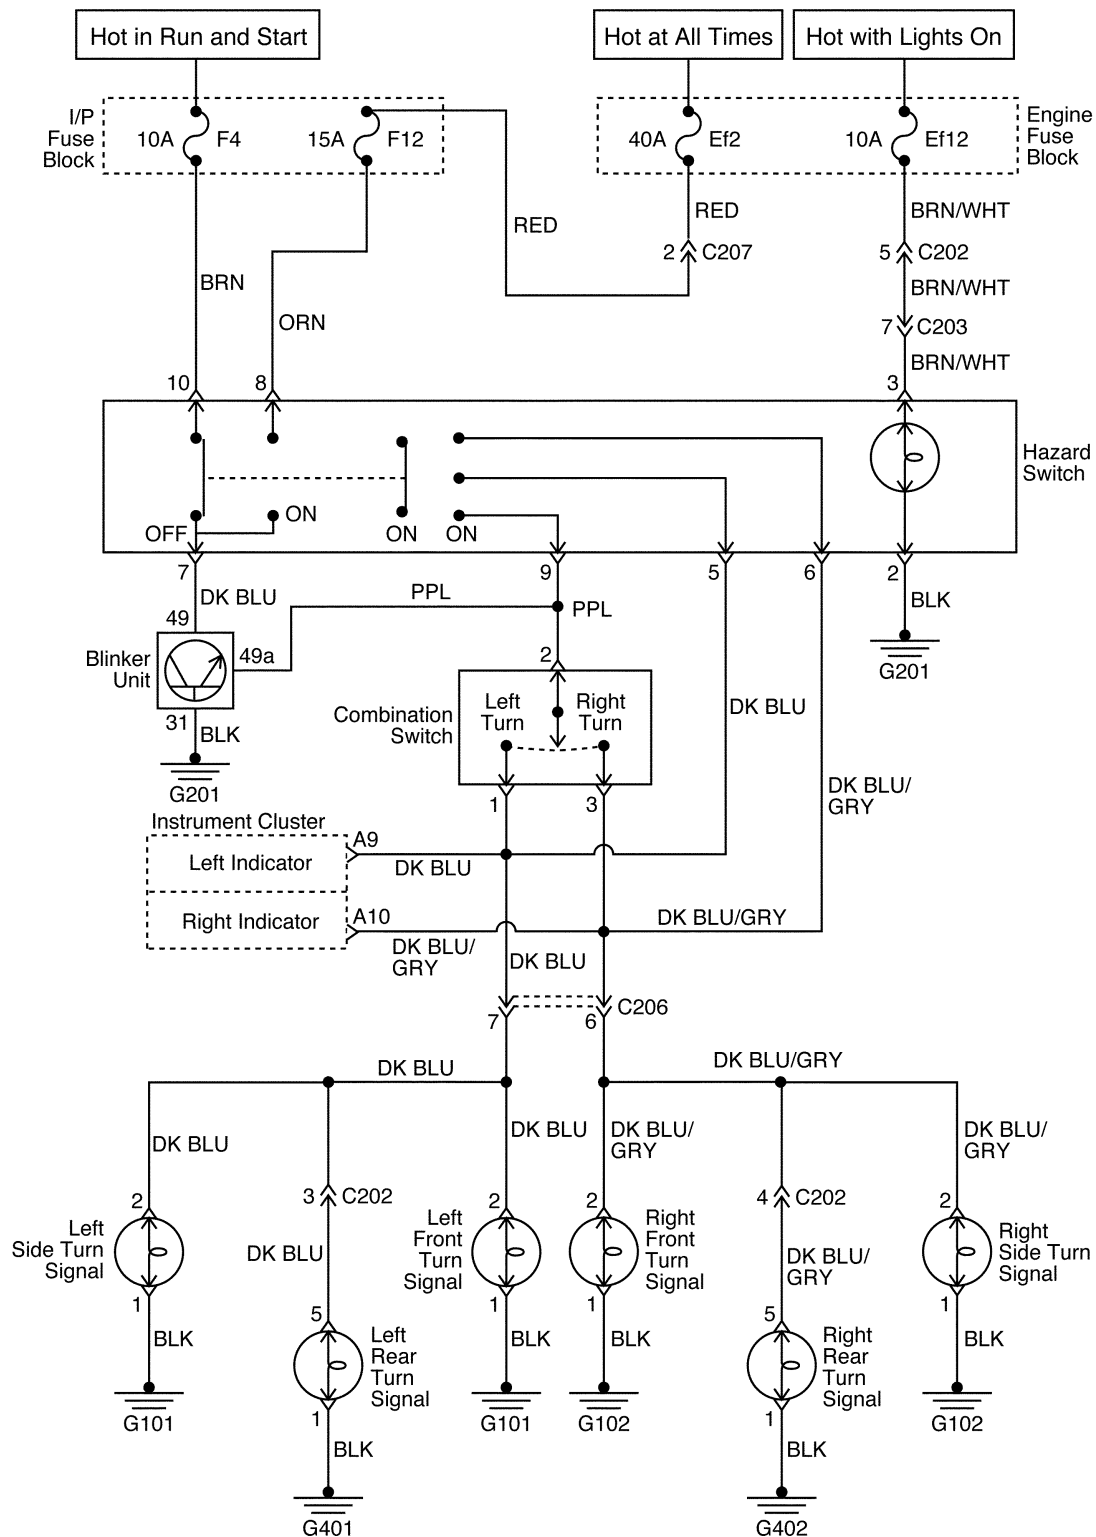 Hot in Run and Start
Hot at All Times
Hot with Lights On
I/P
Fuse
Block
10A
F4
15A
F12
40A
Ef2
10A
Ef12
Engine
Fuse
Block
RED
RED
BRN/WHT
2
C207
5
C202
BRN
BRN/WHT
ORN
7
C203
BRN/WHT
10
8
3
Hazard
Switch
OFF
ON
ON
ON
7
9
5
6
2
DK BLU
PPL
PPL
BLK
49
49a
Blinker
Unit
31
BLK
G201
G201
2
Left
Turn
Right
Turn
Combination
Switch
DK BLU
DK BLU/
GRY
1
3
Instrument Cluster
Left Indicator
A9
DK BLU
Right Indicator
A10
DK BLU/
GRY
DK BLU/GRY
DK BLU
7
6
C206
DK BLU
DK BLU/GRY
DK BLU
DK BLU
DK BLU/
GRY
DK BLU/
GRY
3
C202
4
C202
2
Left
Side Turn
Signal
1
BLK
G101
DK BLU
5
Left
Rear
Turn
Signal
1
BLK
G401
2
Left
Front
Turn
Signal
1
BLK
G101
2
Right
Front
Turn
Signal
1
BLK
G102
DK BLU/
GRY
5
Right
Rear
Turn
Signal
1
BLK
G402
2
Right
Side Turn
Signal
1
BLK
G102